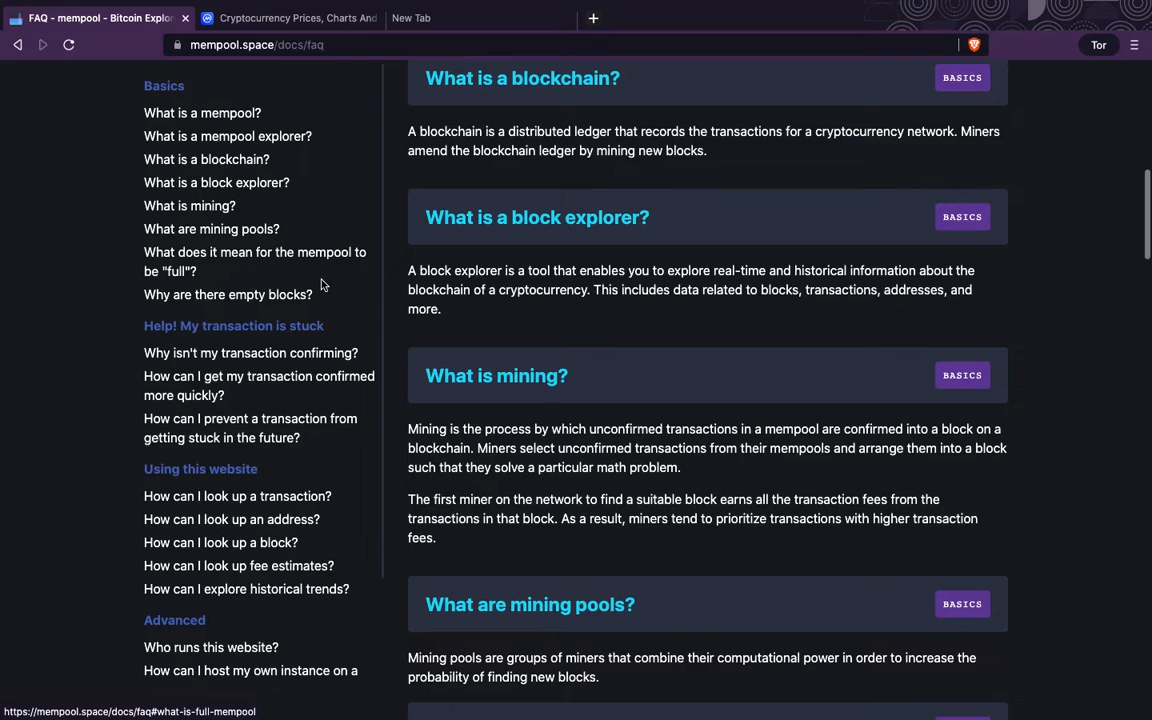 FAQ - mempool - Bitcoin Explor
Cryptocurrency Prices, Charts And
New Tab
mempool.space/docs/faq
Tor
Basics
What is a mempool?
What is a mempool explorer?
What is a blockchain?
What is a block explorer?
What is mining?
What are mining pools?
What does it mean for the mempool to
be "full"?
Why are there empty blocks?
Help! My transaction is stuck
Why isn't my transaction confirming?
How can I get my transaction confirmed
more quickly?
How can I prevent a transaction from
getting stuck in the future?
Using this website
How can I look up a transaction?
How can I look up an address?
How can I look up a block?
How can I look up fee estimates?
How can I explore historical trends?
Advanced
Who runs this website?
How can I host my own instance on a
What is a blockchain?
BASICS
A blockchain is a distributed ledger that records the transactions for a cryptocurrency network. Miners
amend the blockchain ledger by mining new blocks.
What is a block explorer?
BASICS
A block explorer is a tool that enables you to explore real-time and historical information about the
blockchain of a cryptocurrency. This includes data related to blocks, transactions, addresses, and
more.
What is mining?
BASICS
Mining is the process by which unconfirmed transactions in a mempool are confirmed into a block on a
blockchain. Miners select unconfirmed transactions from their mempools and arrange them into a block
such that they solve a particular math problem.
The first miner on the network to find a suitable block earns all the transaction fees from the
transactions in that block. As a result, miners tend to prioritize transactions with higher transaction
fees.
What are mining pools?
BASICS
Mining pools are groups of miners that combine their computational power in order to increase the
probability of finding new blocks.
https://mempool.space/docs/faq#what-is-full-mempool